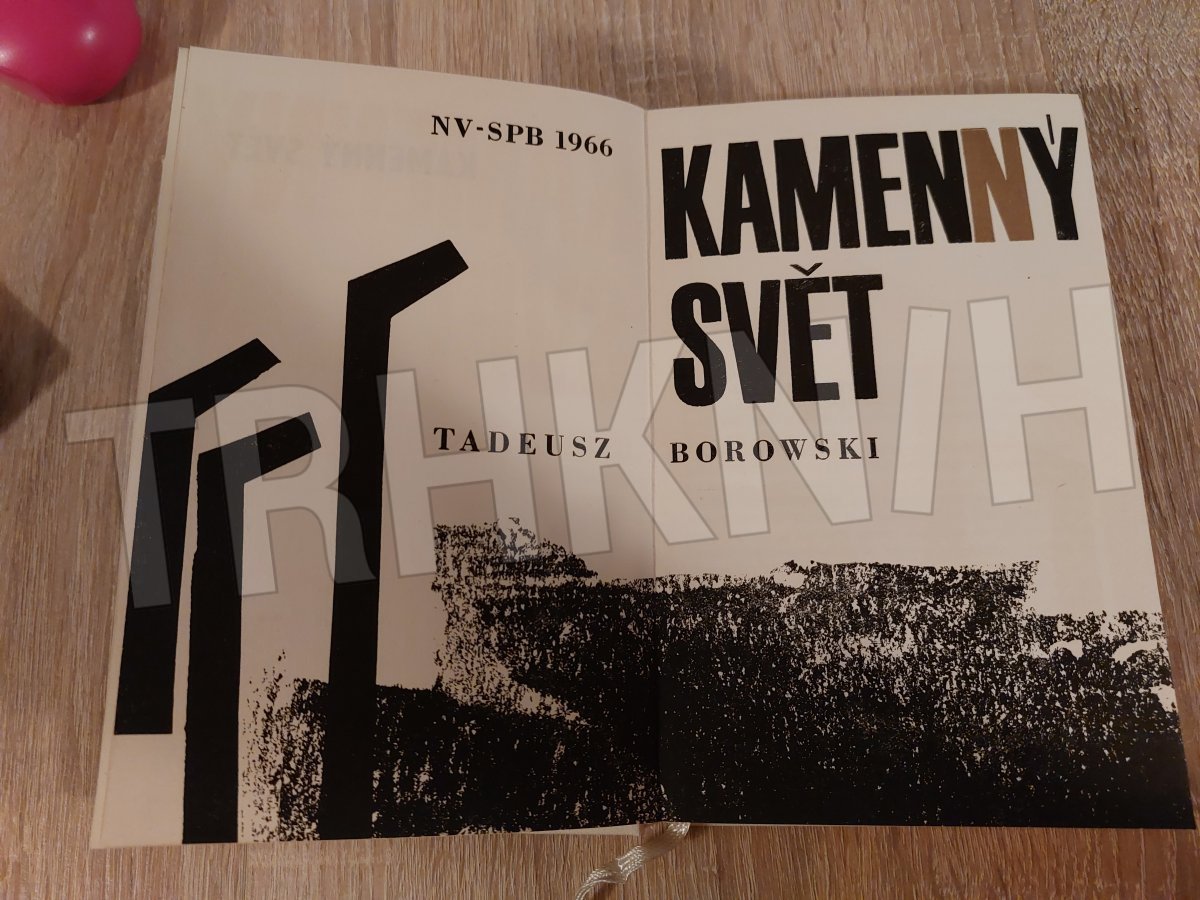 NV-SPB 1966
KAMENNÝ
SVĚT
TADEUSZ BOROWSKI
TRHKNIH